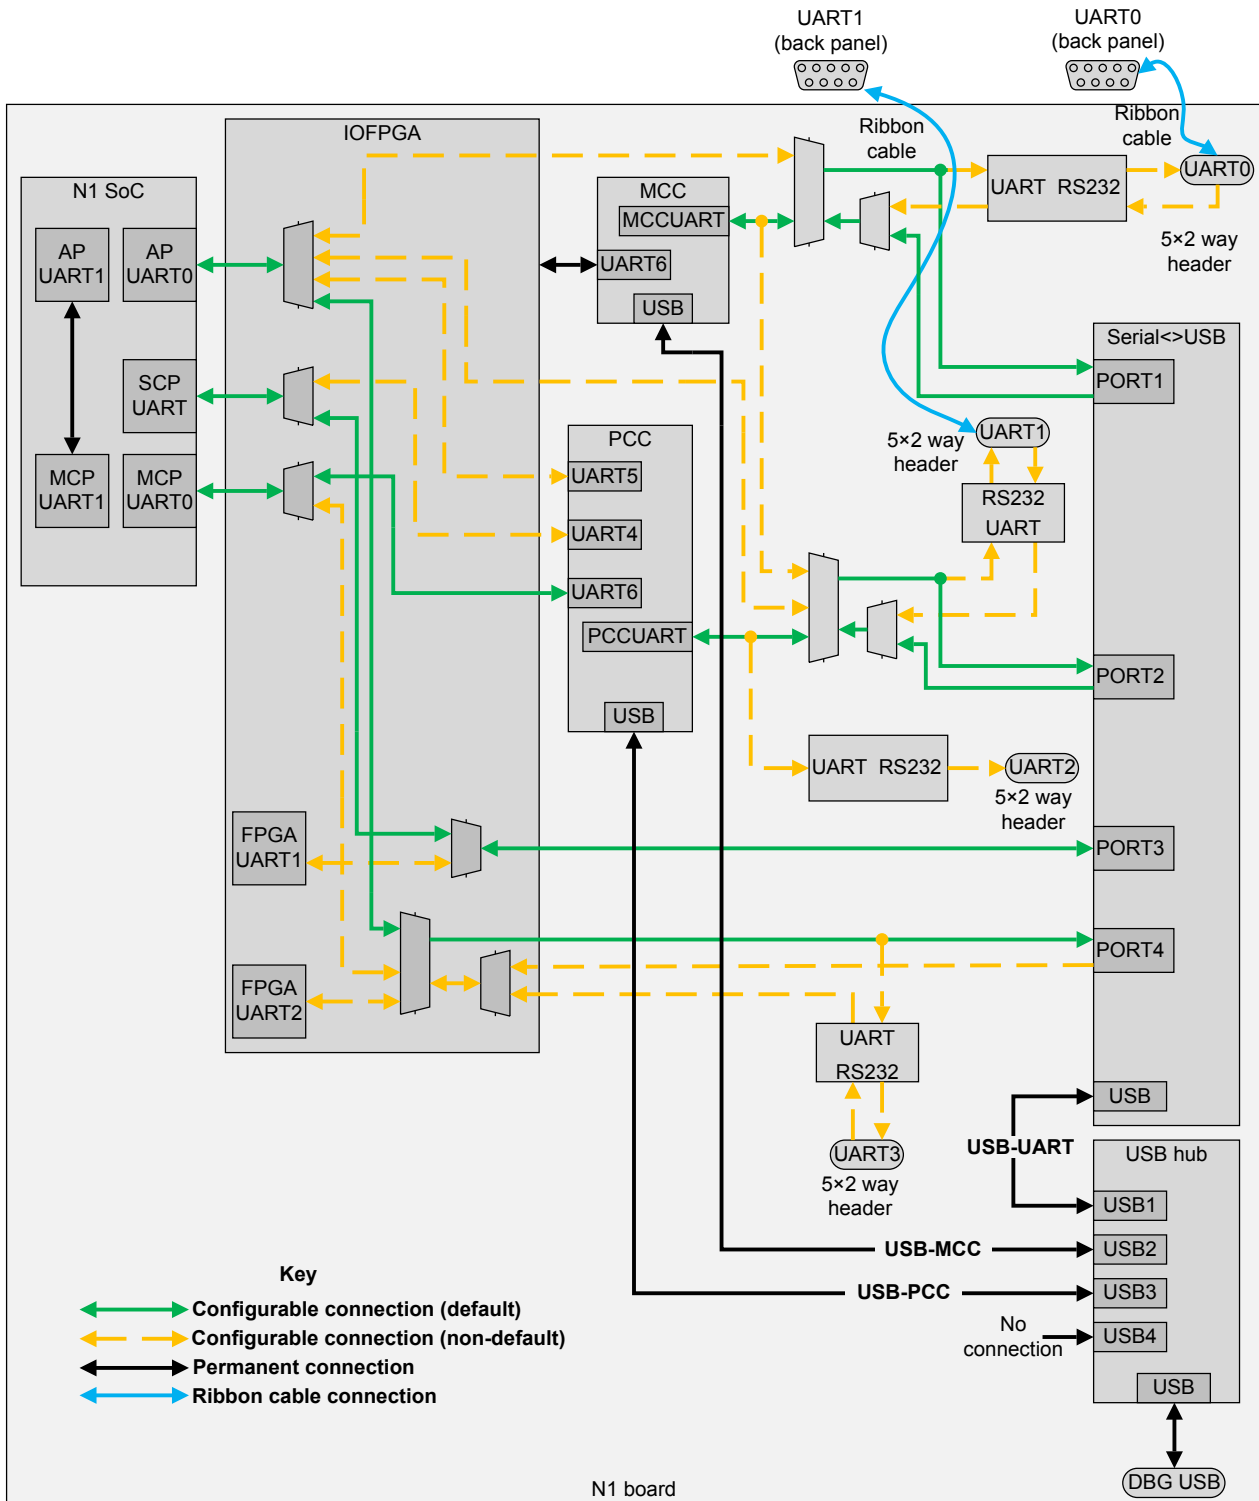 UART1
(back panel)
UART0
(back panel)
IOFPGA
Ribbon
cable
Ribbon
cable
N1 SoC
MCC
UART RS232
UART0
MCCUART
AP
UART1
AP
UART0
UART6
5×2 way
header
USB
Serial<>USB
SCP
UART
PORT1
PCC
5×2 way
header
UART1
MCP
UART1
MCP
UART0
UART5
RS232
UART
UART4
UART6
PCCUART
PORT2
USB
UART RS232
UART2
5×2 way
header
FPGA
UART1
PORT3
PORT4
FPGA
UART2
UART
RS232
USB
UART3
5×2 way
header
USB-UART
USB hub
USB1
USB-MCC
USB2
USB-PCC
USB3
No
connection
USB4
USB
DBG USB
Key
Configurable connection (default)
Configurable connection (non-default)
Permanent connection
Ribbon cable connection
N1 board